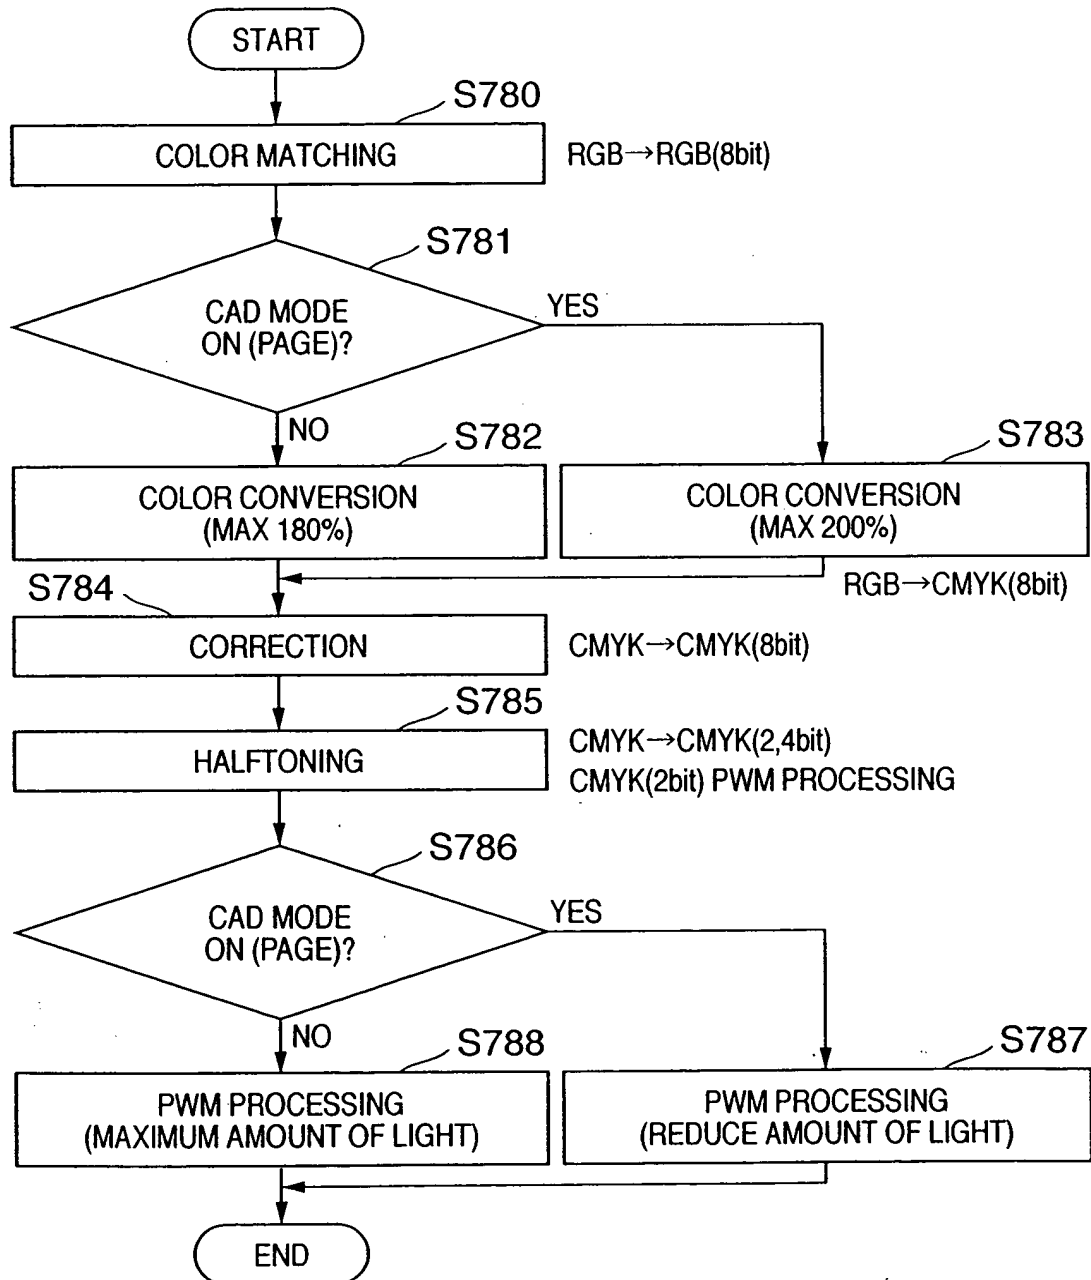 START
S780
COLOR MATCHING
RGB→RGB(8bit)
S781
CAD MODE
ON (PAGE)?
YES
NO
S782
COLOR CONVERSION
(MAX 180%)
S783
COLOR CONVERSION
(MAX 200%)
RGB→CMYK(8bit)
S784
CORRECTION
CMYK→CMYK(8bit)
S785
HALFTONING
CMYK→CMYK(2,4bit)
CMYK(2bit) PWM PROCESSING
S786
CAD MODE
ON (PAGE)?
YES
NO
S788
PWM PROCESSING
(MAXIMUM AMOUNT OF LIGHT)
S787
PWM PROCESSING
(REDUCE AMOUNT OF LIGHT)
END